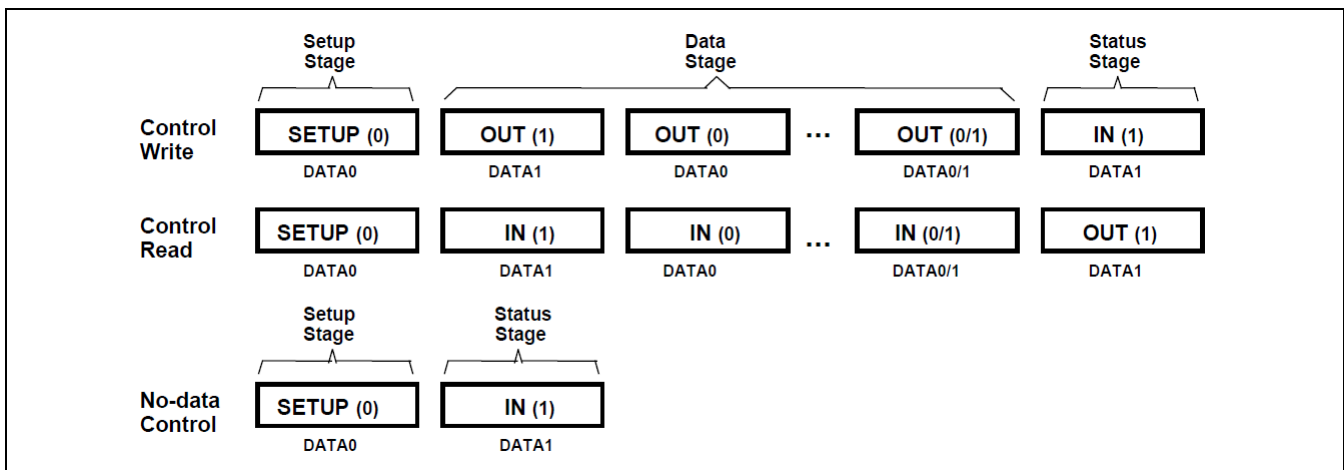 Setup Stage Data Stage Status Stage
Control Write SETUP (0) OUT (1) OUT (0) ... OUT (0/1) IN (1)
DATA0 DATA1 DATA0 DATA0/1 DATA1
Control Read SETUP (0) IN (1) IN (0) ... IN (0/1) OUT (1)
DATA0 DATA1 DATA0 DATA0/1 DATA1
Setup Stage Status Stage
No-data Control SETUP (0) IN (1)
DATA0 DATA1